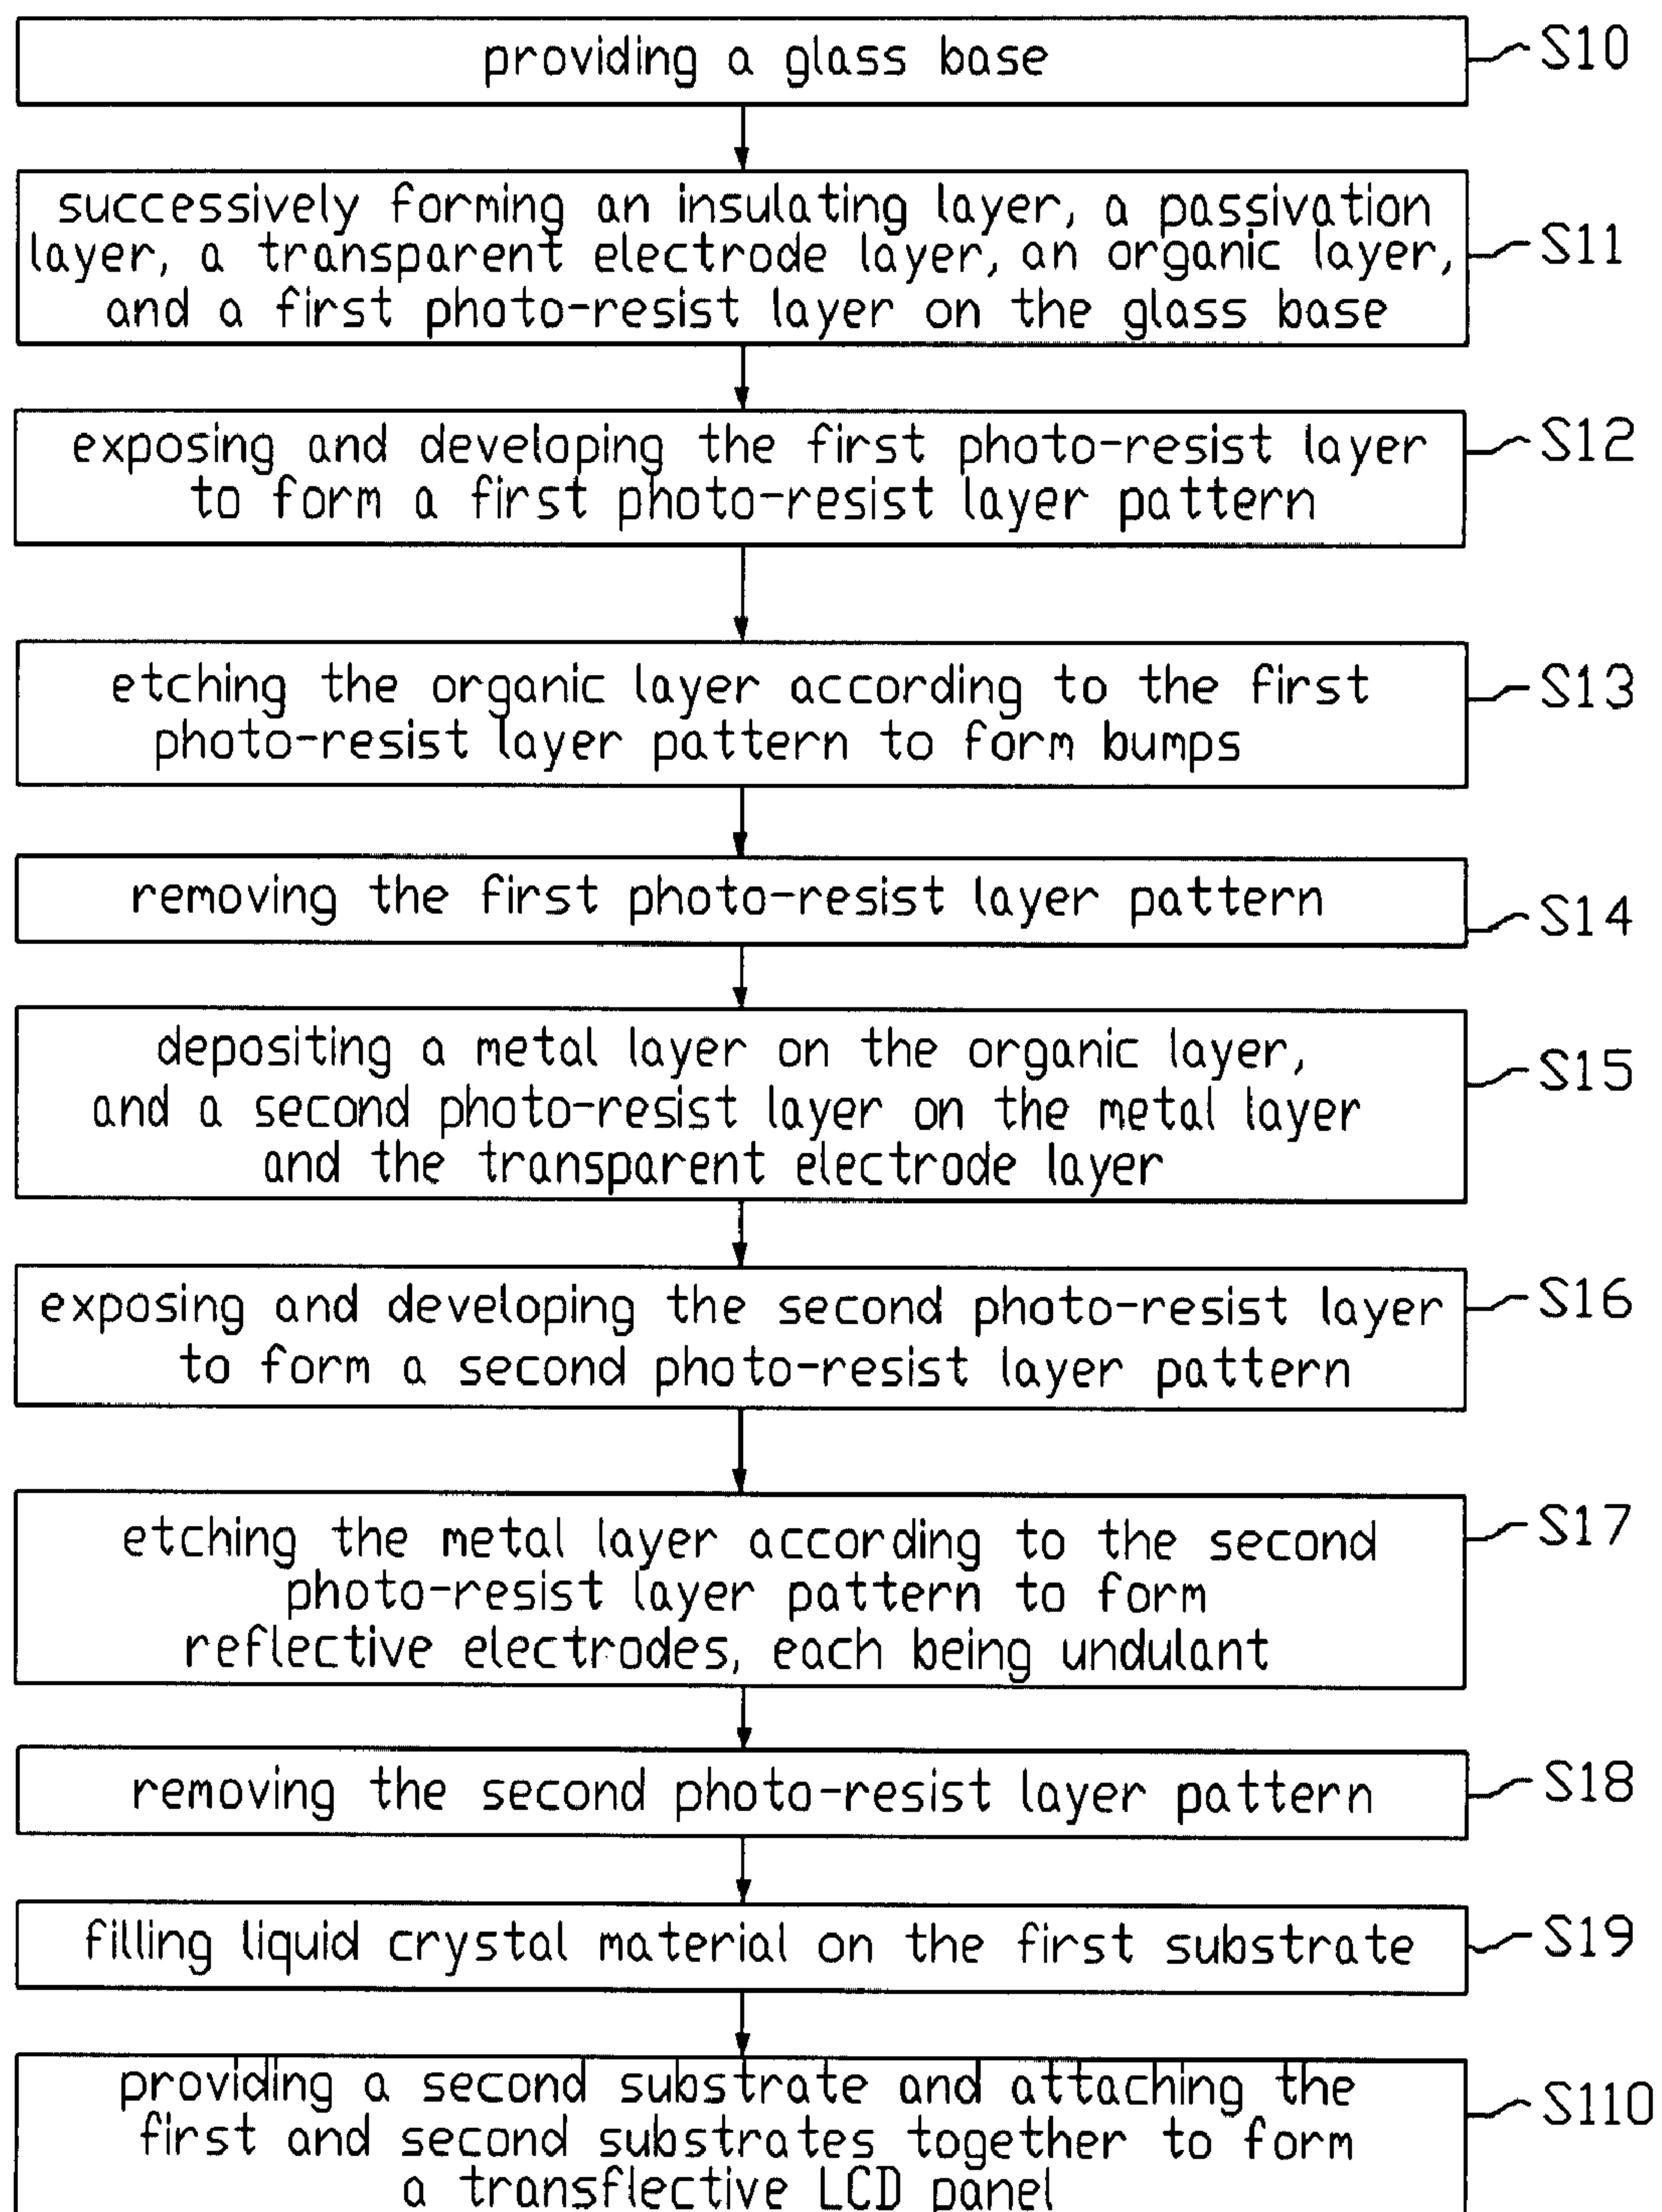 providing a glass base
S10
successively forming an insulating layer, a passivation
layer, a transparent electrode layer, an organic layer,
and a first photo-resist layer on the glass base
S11
exposing and developing the first photo-resist layer
to form a first photo-resist layer pattern
S12
etching the organic layer according to the first
photo-resist layer pattern to form bumps
S13
removing the first photo-resist layer pattern
S14
depositing a metal layer on the organic layer,
and a second photo-resist layer on the metal layer
and the transparent electrode layer
S15
exposing and developing the second photo-resist layer
to form a second photo-resist layer pattern
S16
etching the metal layer according to the second
photo-resist layer pattern to form
reflective electrodes, each being undulant
S17
removing the second photo-resist layer pattern
S18
filling liquid crystal material on the first substrate
S19
providing a second substrate and attaching the
first and second substrates together to form
a transflective LCD panel
S110